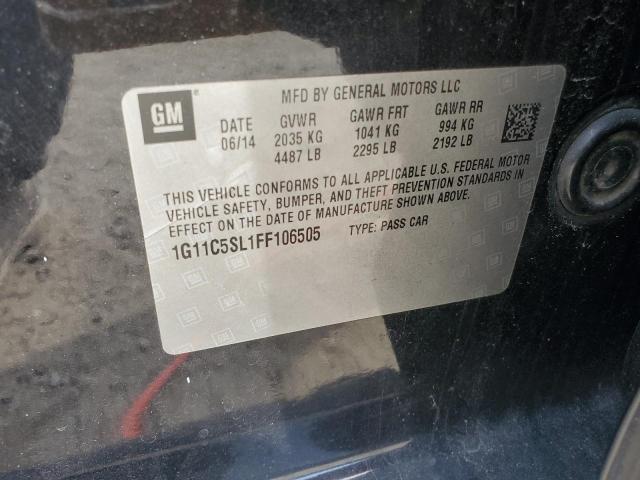 GM
MFD BY GENERAL MOTORS LLC
DATE GVWR GAWR FRT GAWR RR
06/14 2035 KG 1041 KG 994 KG
4487 LB 2295 LB 2192 LB
THIS VEHICLE CONFORMS TO ALL APPLICABLE U.S. FEDERAL MOTOR
VEHICLE SAFETY, BUMPER, AND THEFT PREVENTION STANDARDS IN
EFFECT ON THE DATE OF MANUFACTURE SHOWN ABOVE.
1G11C5SL1FF106505 TYPE: PASS CAR